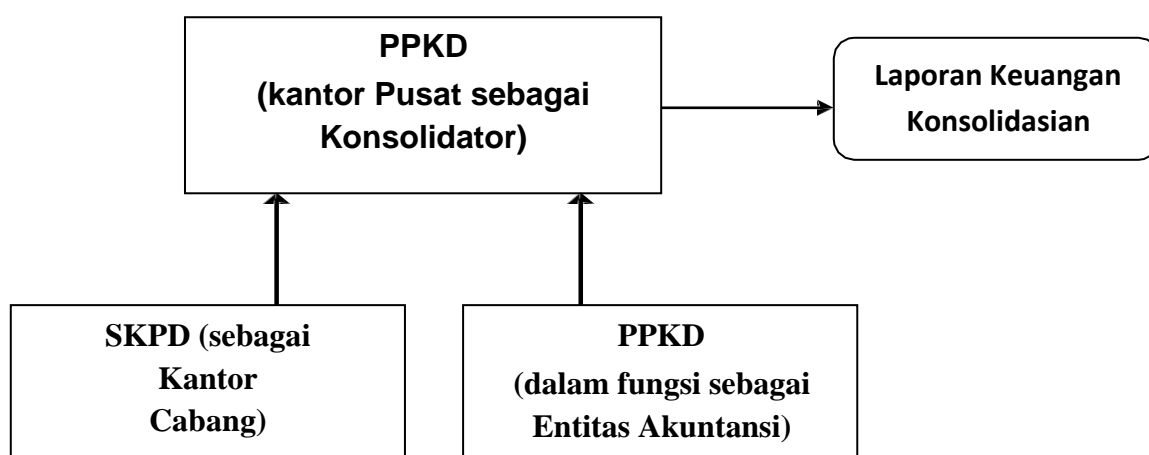 PPKD
(kantor Pusat sebagai
Konsolidator)
Laporan Keuangan
Konsolidasian
SKPD (sebagai
Kantor
Cabang)
PPKD
(dalam fungsi sebagai
Entitas Akuntansi)